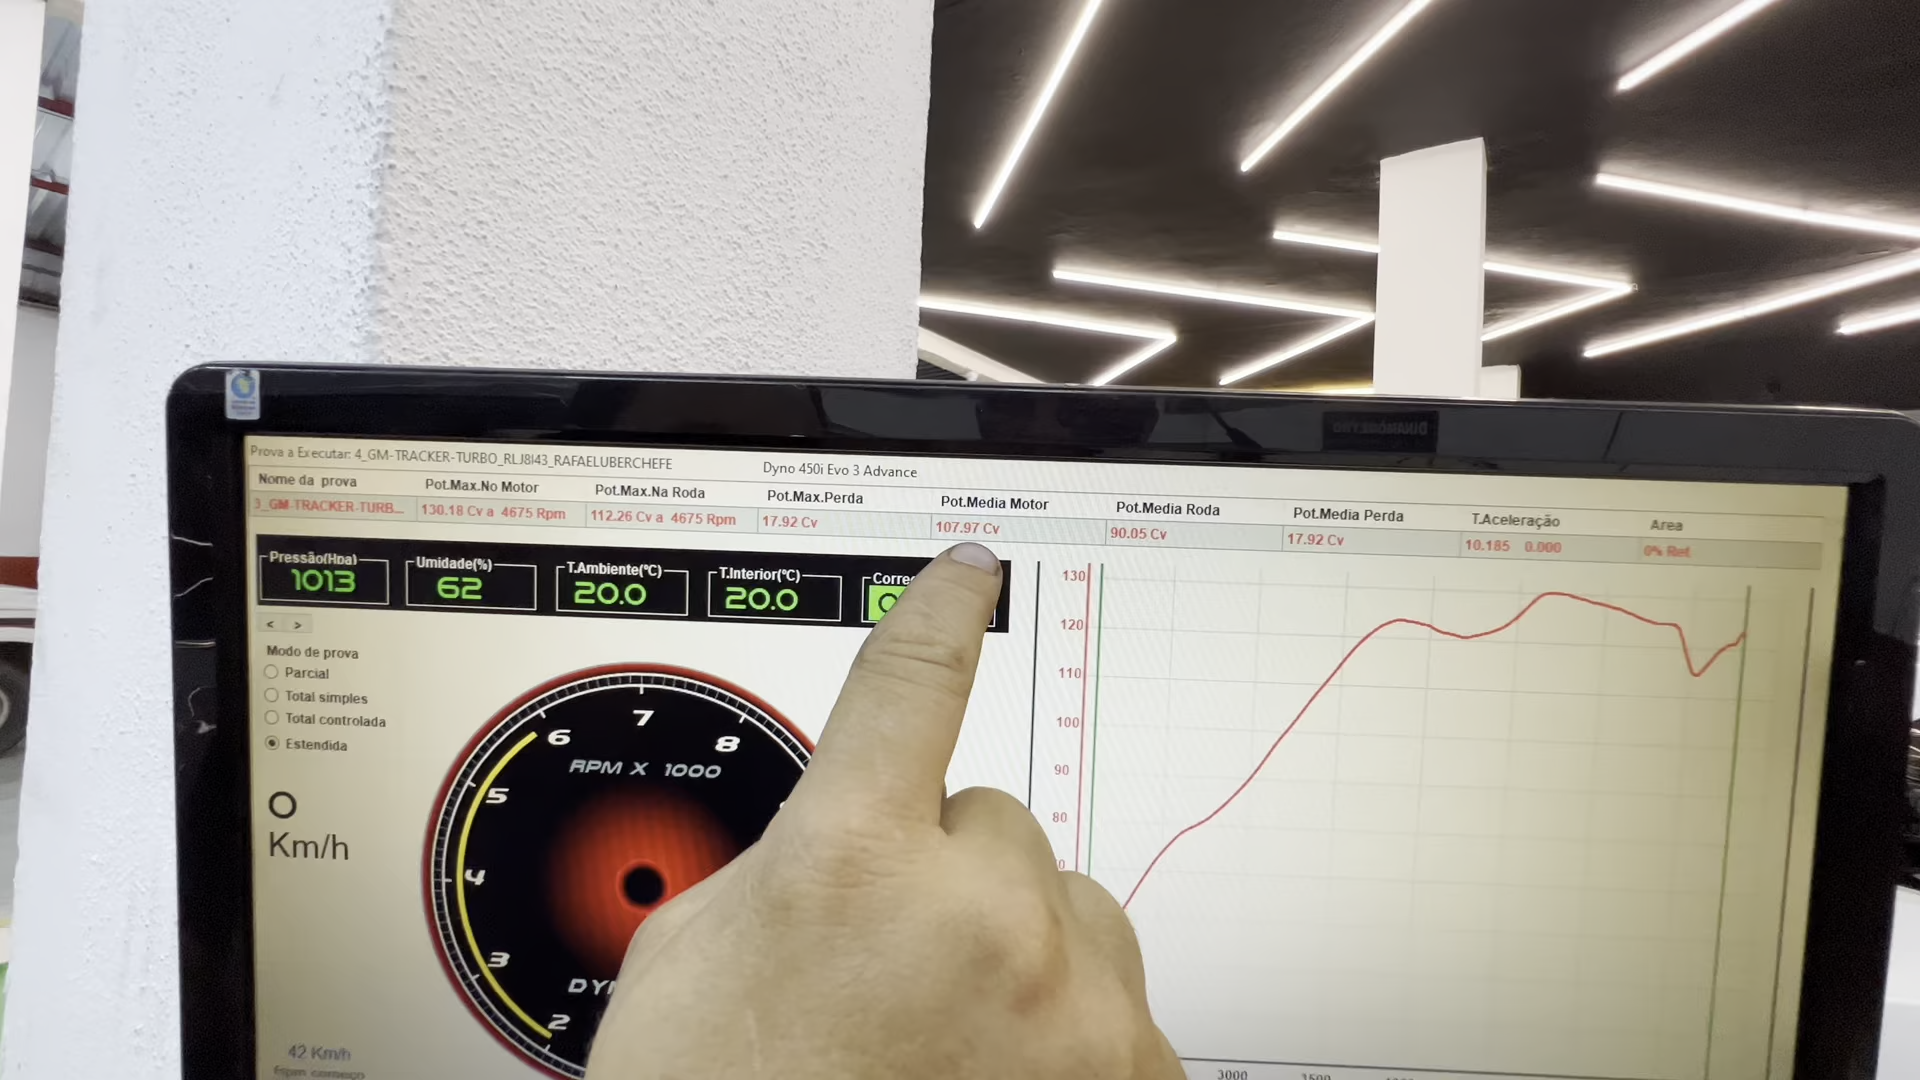 Prova a Executar: 4_GM-TRACKER-TURBO_RLJ8I43_RAFAELUBERCHEFE
Dyno 450i Evo 3 Advance
Nome da prova Pot.Max.No Motor Pot.Max.Na Roda Pot.Max.Perda Pot.Media Motor Pot.Media Roda Pot.Media Perda T.Aceleração Area
3_GM-TRACKER-TURB... 130.18 Cv a 4675 Rpm 112.26 Cv a 4675 Rpm 17.92 Cv 107.97 Cv 90.05 Cv 17.92 Cv 10.185 0.000 0% Ret.
Pressão(Hpa) Umidade(%) T.Ambiente(ºC) T.Interior(ºC)
1013 62 20.0 20.0
< >
Modo de prova
Parcial
Total simples
Total controlada
Estendida
0
Km/h
2
3
4
5
6
7
8
RPM X 1000
42 Km/h
130
120
110
100
90
80
3000